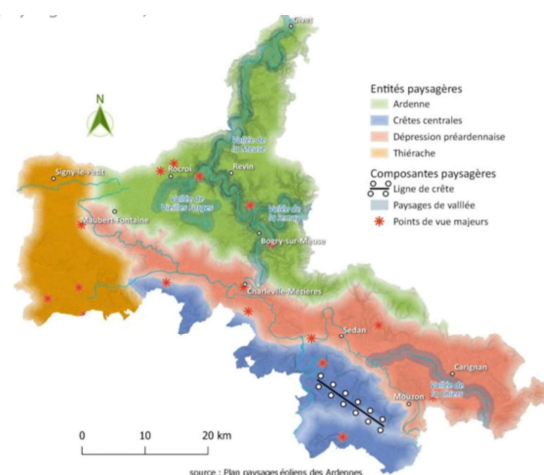 Givet
N
Vallée de
la Meuse
Signy-le-Petit
Rocroi
Revin
Vallée de
Vieilles Forges
Maubert-Fontaine
Vallée de
Bogny-sur-Meuse
Charleville-Mézières
Sedan
Carignan
Mouzon
Vallée de
la Chiers
Entités paysagères
Ardenne
Crêtes centrales
Dépression préardennaise
Thiérache
Composantes paysagères
Ligne de crête
Paysages de vallée
Points de vue majeurs
0 10 20 km
source : Plan paysages éoliens des Ardennes